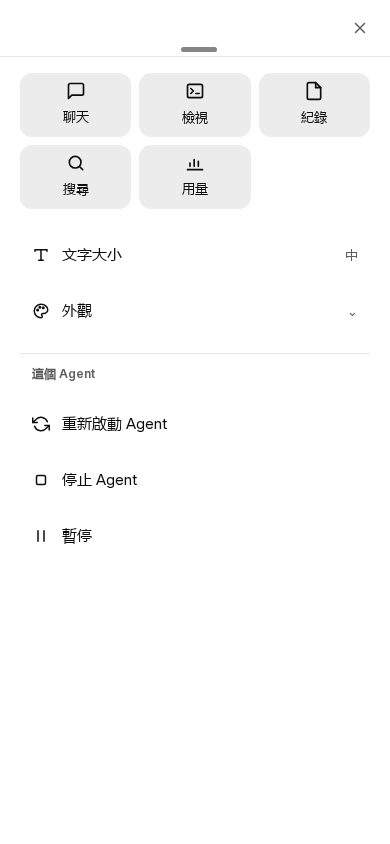 聊天
檢視
紀錄
搜尋
用量
文字大小
中
外觀
這個 Agent
重新啟動 Agent
停止 Agent
暫停